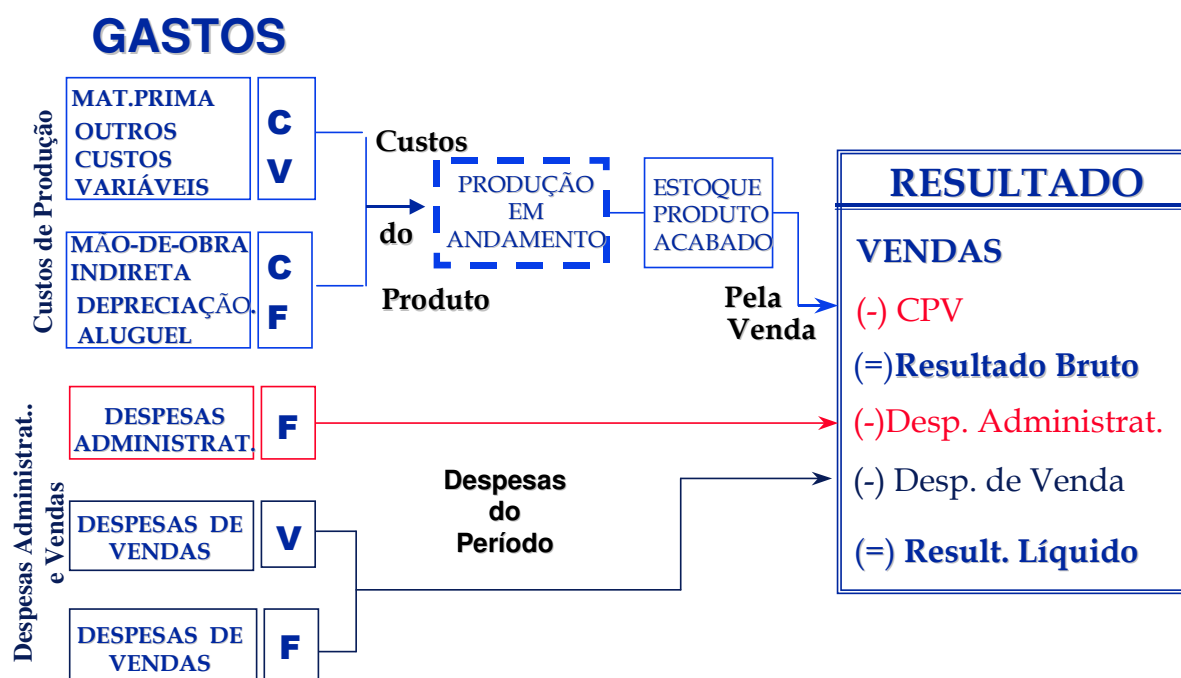 GASTOS
Custos de Produção
MAT.PRIMA
OUTROS
CUSTOS
VARIÁVEIS
C
V
MÃO-DE-OBRA
INDIRETA
DEPRECIAÇÃO.
ALUGUEL
C
F
Custos
do
Produto
PRODUÇÃO
EM
ANDAMENTO
ESTOQUE
PRODUTO
ACABADO
Pela
Venda
Despesas Administrat..
e Vendas
DESPESAS
ADMINISTRAT.
F
DESPESAS DE
VENDAS
V
DESPESAS DE
VENDAS
F
Despesas
do
Período
RESULTADO
VENDAS
(-) CPV
(=)Resultado Bruto
(-)Desp. Administrat.
(-) Desp. de Venda
(=) Result. Líquido